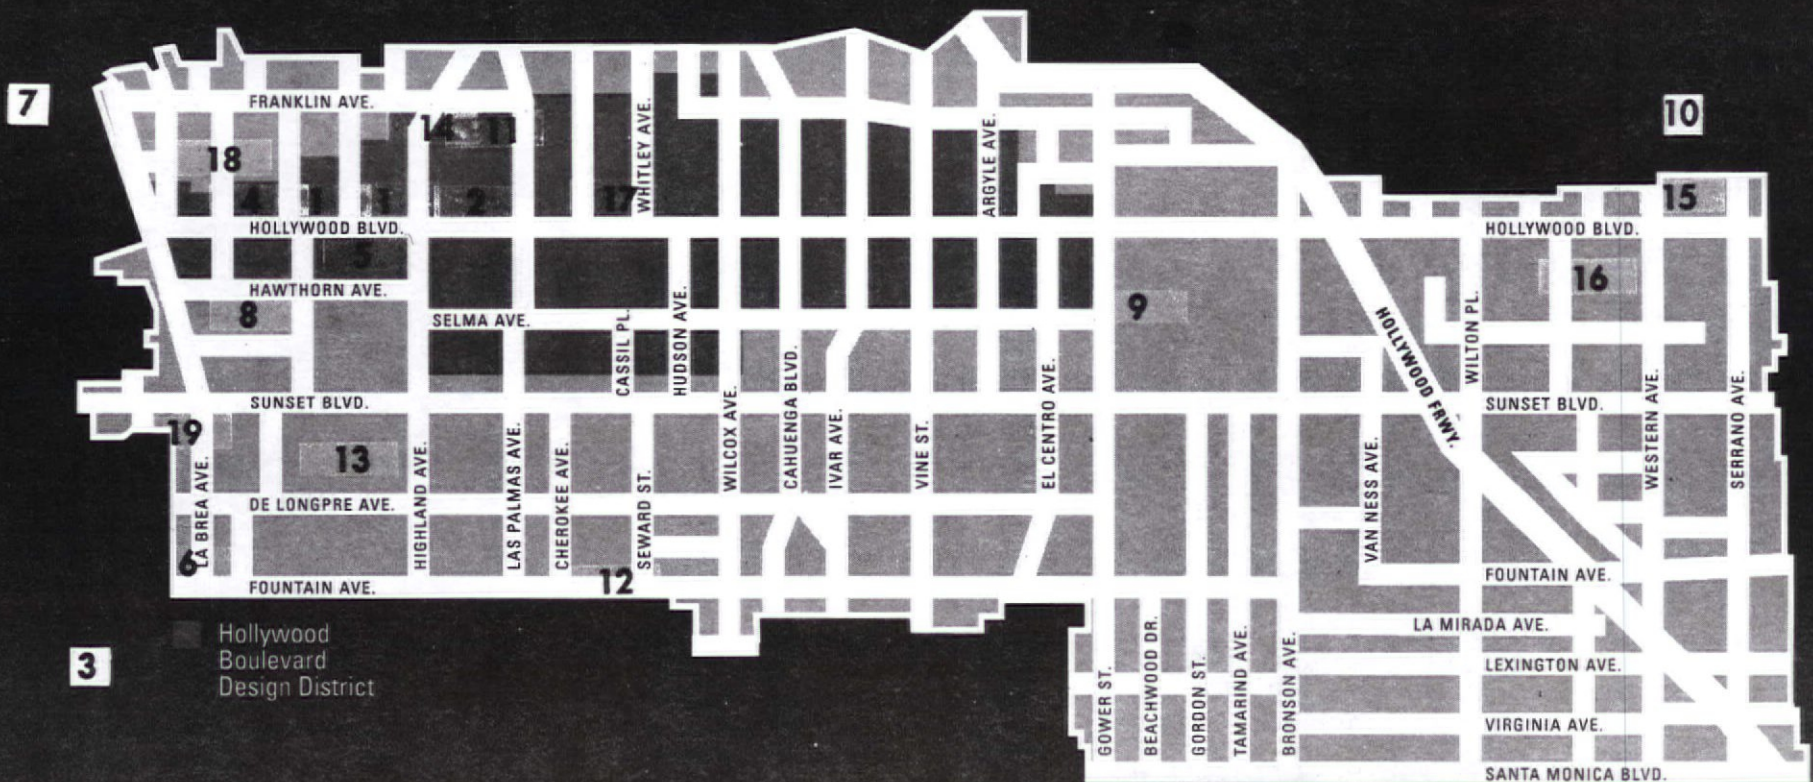 7
10
FRANKLIN AVE.
14
11
18
WHITLEY AVE.
ARGYLE AVE.
15
4
1
1
2
17
HOLLYWOOD BLVD.
HOLLYWOOD BLVD.
5
16
HAWTHORN AVE.
8
9
SELMA AVE.
CASSIL PL.
HUDSON AVE.
HOLLYWOOD FRWY.
WILTON PL.
SUNSET BLVD.
CAHUENGA BLVD.
EL CENTRO AVE.
SUNSET BLVD.
19
13
LA BREA AVE.
HIGHLAND AVE.
LAS PALMAS AVE.
CHEROKEE AVE.
SEWARD ST.
WILCOX AVE.
IVAR AVE.
VINE ST.
VAN NESS AVE.
WESTERN AVE.
SERRANO AVE.
DE LONGPRE AVE.
6
12
FOUNTAIN AVE.
FOUNTAIN AVE.
LA MIRADA AVE.
3
Hollywood
Boulevard
Design District
LEXINGTON AVE.
GOWER ST.
BEACHWOOD DR.
GORDON ST.
TAMARIND AVE.
BRONSON AVE.
VIRGINIA AVE.
SANTA MONICA BLVD.